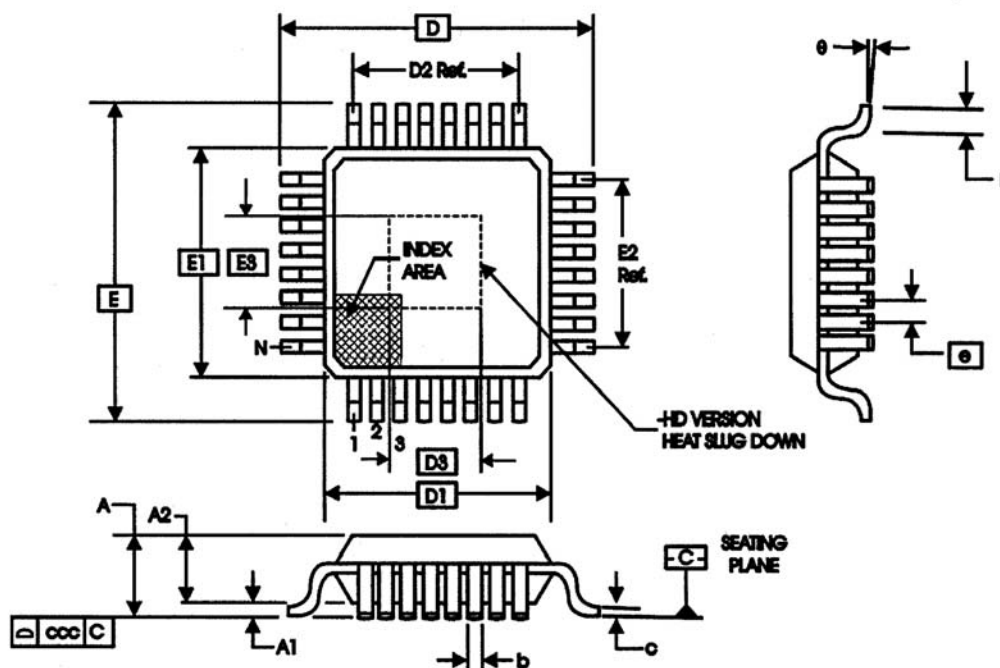 D
D2 Ref.
θ
L
E1
E3
INDEX
AREA
E2
Ref.
E
N
e
HD VERSION
HEAT SLUG DOWN
1
2
3
D3
D1
A
A2
-C-
SEATING
PLANE
ccc C
A1
b
c